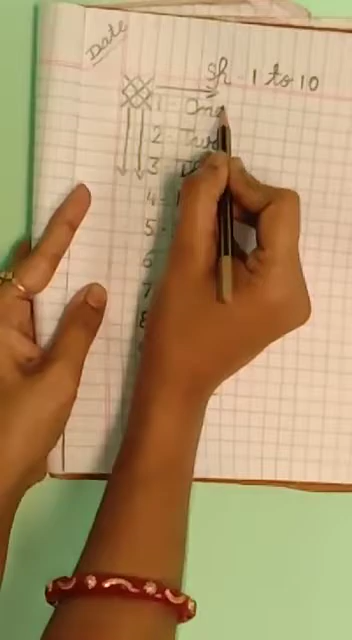 Date
Sh - 1 to 10
1 - One
2 - Two
3 -
4 -
5 -
6
7
8